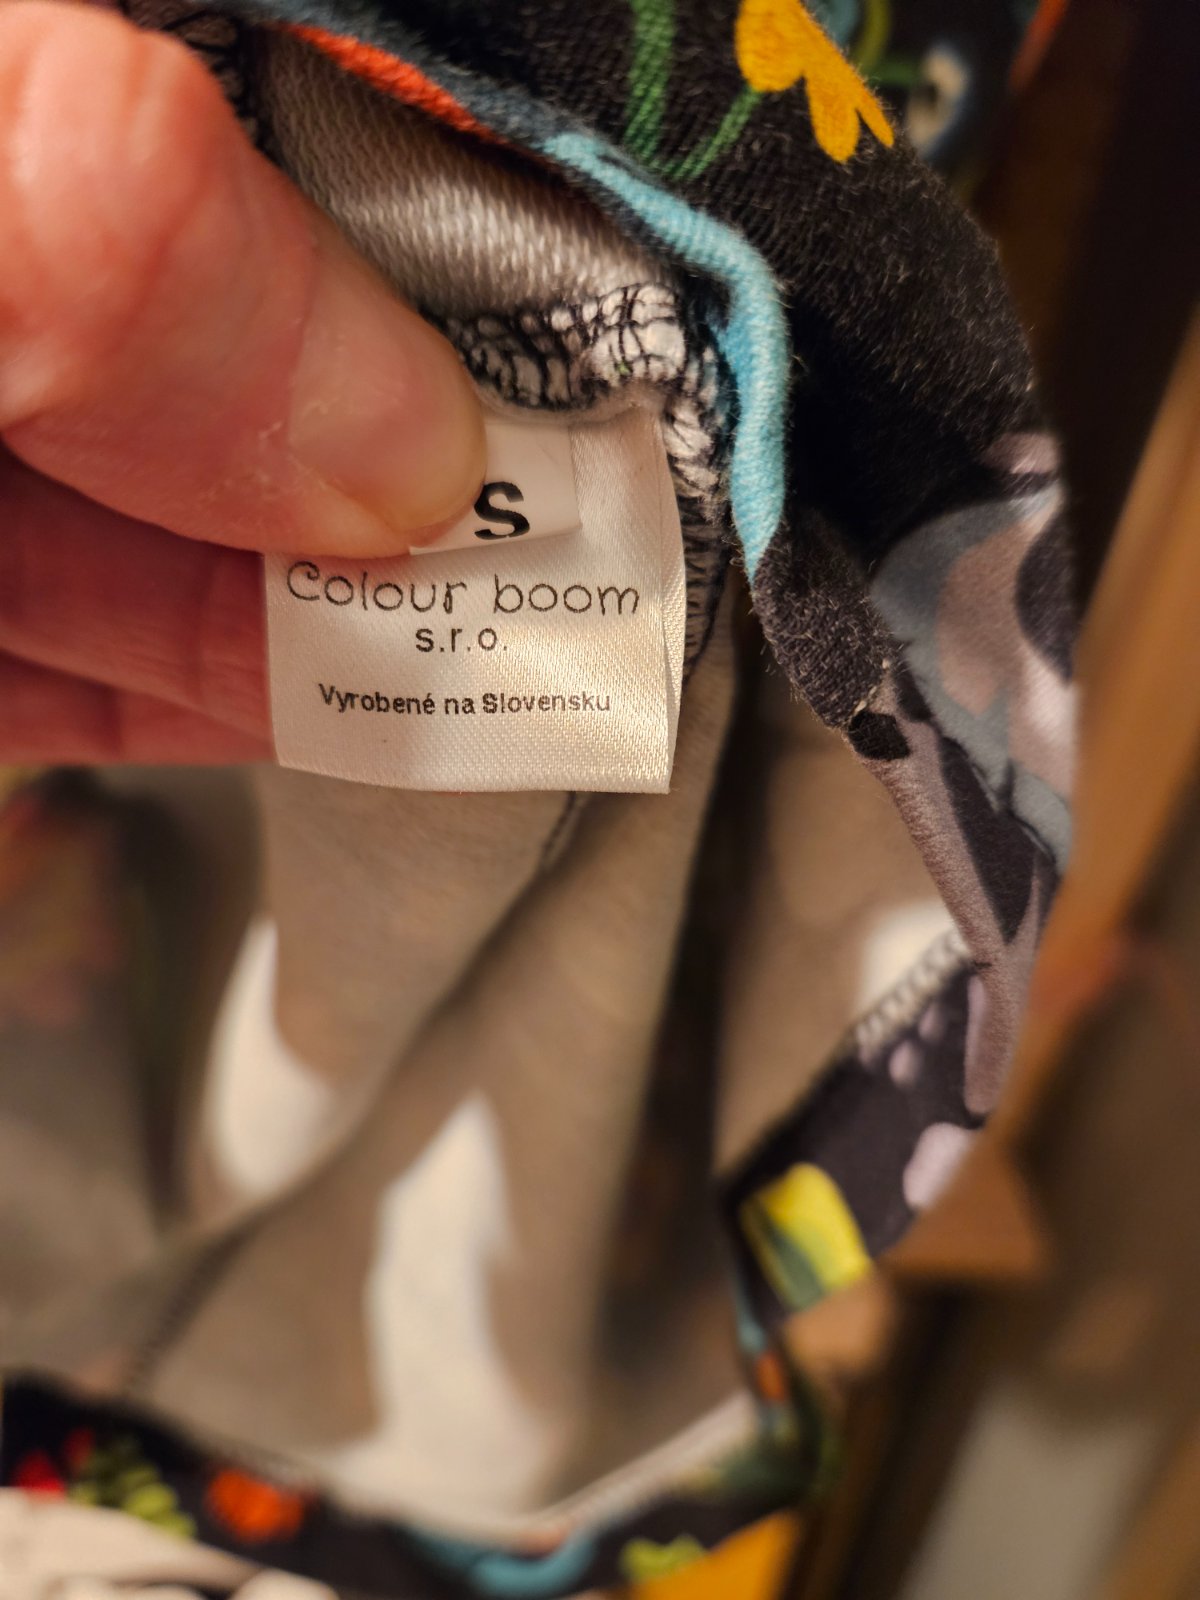 S
Colour boom
s.r.o.
Vyrobené na Slovensku